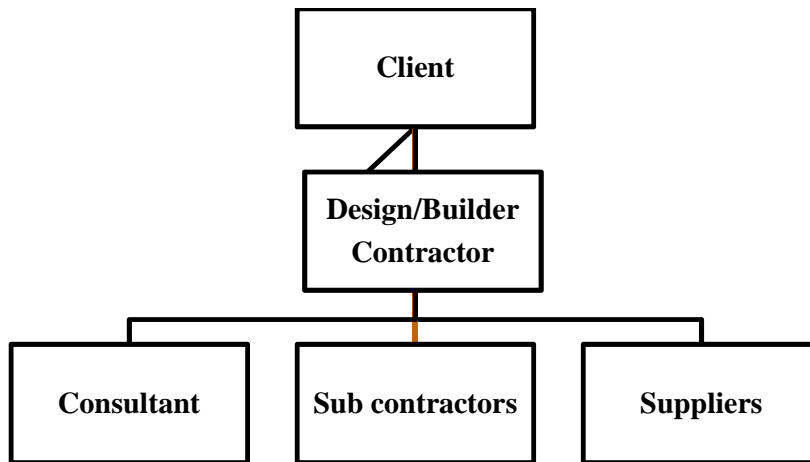 Client
Design/Builder
Contractor
Consultant
Sub contractors
Suppliers